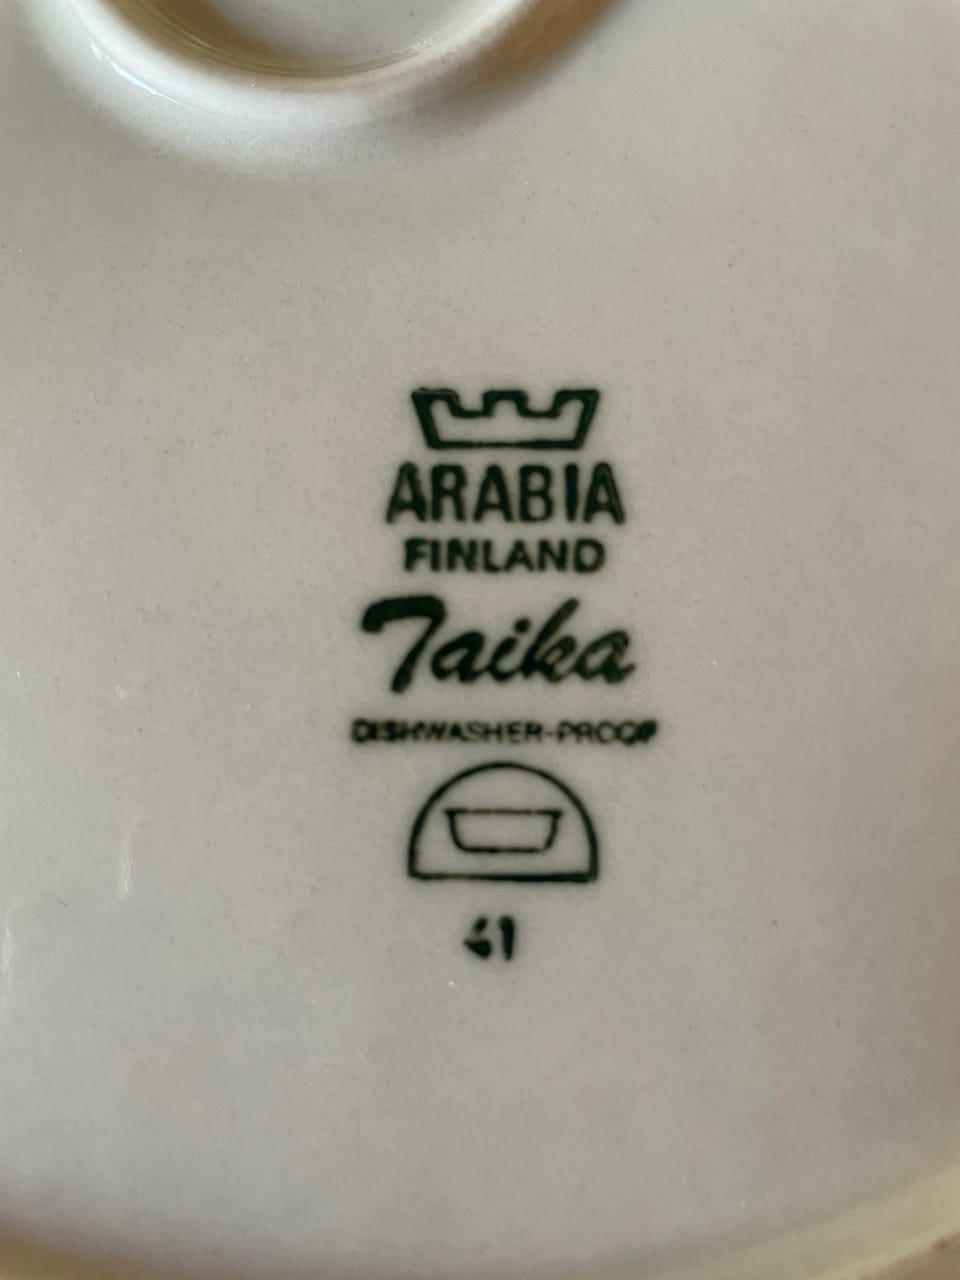 ARABIA
FINLAND
Taika
DISHWASHER-PROOF
41